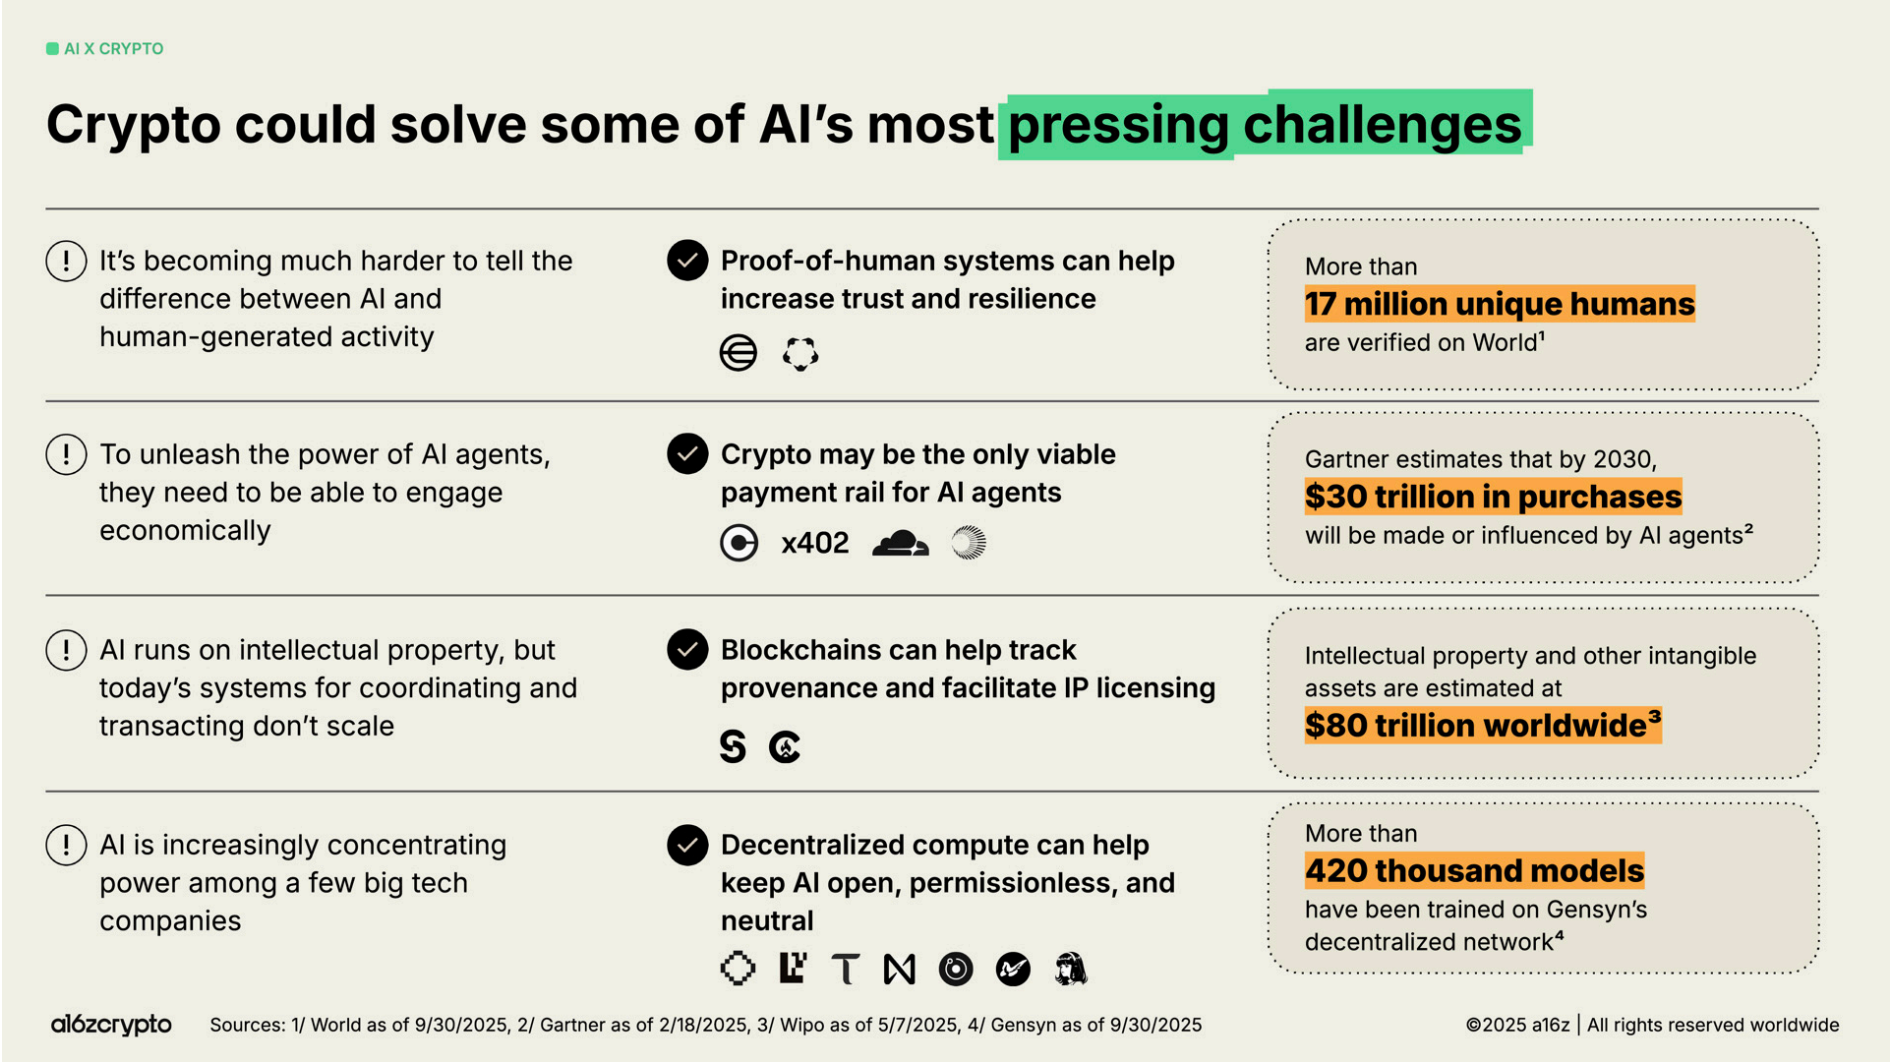 AI X CRYPTO
Crypto could solve some of AI’s most pressing challenges
It’s becoming much harder to tell the
difference between AI and
human-generated activity
Proof-of-human systems can help
increase trust and resilience
More than
17 million unique humans
are verified on World¹
To unleash the power of AI agents,
they need to be able to engage
economically
Crypto may be the only viable
payment rail for AI agents
x402
Gartner estimates that by 2030,
$30 trillion in purchases
will be made or influenced by AI agents²
AI runs on intellectual property, but
today’s systems for coordinating and
transacting don’t scale
Blockchains can help track
provenance and facilitate IP licensing
Intellectual property and other intangible
assets are estimated at
$80 trillion worldwide³
AI is increasingly concentrating
power among a few big tech
companies
Decentralized compute can help
keep AI open, permissionless, and
neutral
More than
420 thousand models
have been trained on Gensyn’s
decentralized network⁴
a16zcrypto
Sources: 1/ World as of 9/30/2025, 2/ Gartner as of 2/18/2025, 3/ Wipo as of 5/7/2025, 4/ Gensyn as of 9/30/2025
©2025 a16z | All rights reserved worldwide